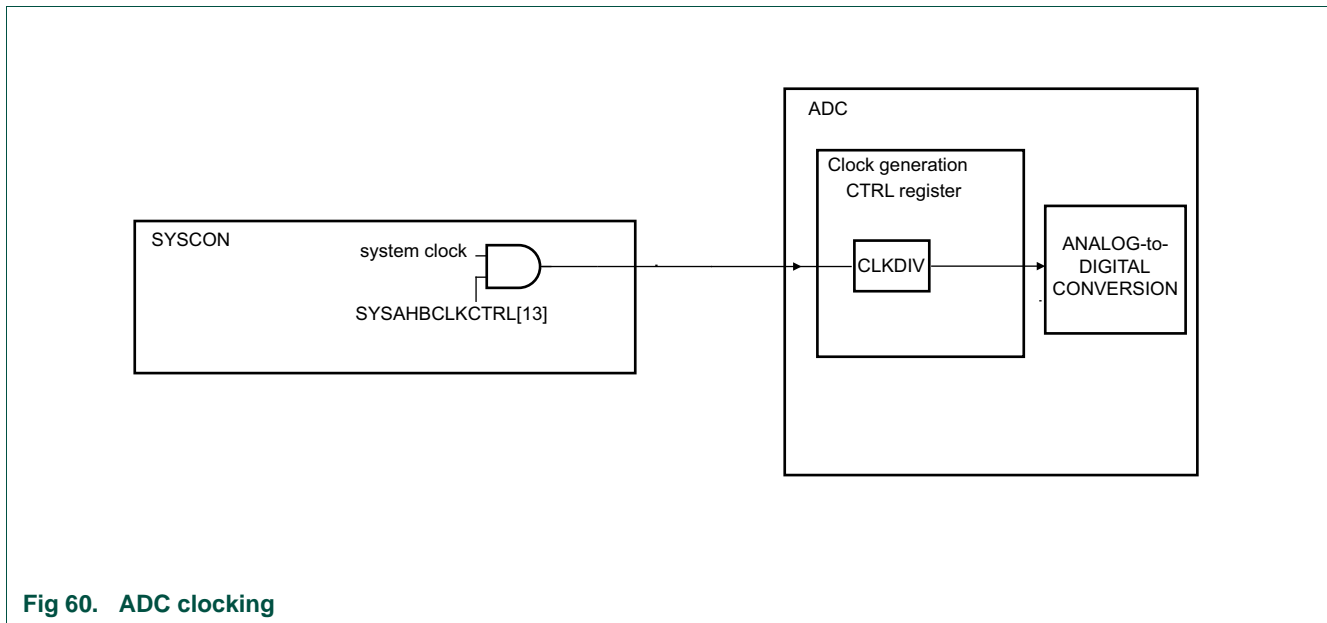 SYSCON
system clock
SYSAHBCLKCTRL[13]
ADC
Clock generation
CTRL register
CLKDIV
ANALOG-to-
DIGITAL
CONVERSION
Fig 60. ADC clocking